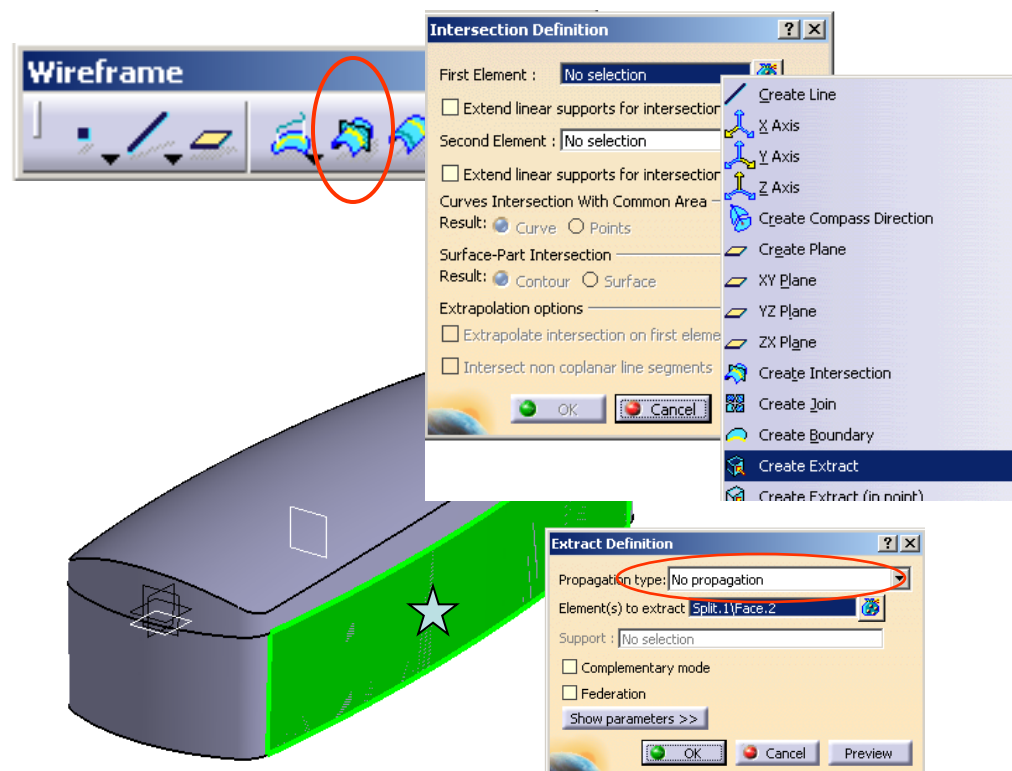 Wireframe
Intersection Definition
First Element : No selection
Extend linear supports for intersection
Second Element : No selection
Extend linear supports for intersection
Curves Intersection With Common Area
Result: Curve Points
Surface-Part Intersection
Result: Contour Surface
Extrapolation options
Extrapolate intersection on first eleme
Intersect non coplanar line segments
OK Cancel
Create Line
X Axis
Y Axis
Z Axis
Create Compass Direction
Create Plane
XY Plane
YZ Plane
ZX Plane
Create Intersection
Create Join
Create Boundary
Create Extract
Create Extract (in point)
Extract Definition
Propagation type: No propagation
Element(s) to extract Split.1\Face.2
Support : No selection
Complementary mode
Federation
Show parameters >>
OK Cancel Preview